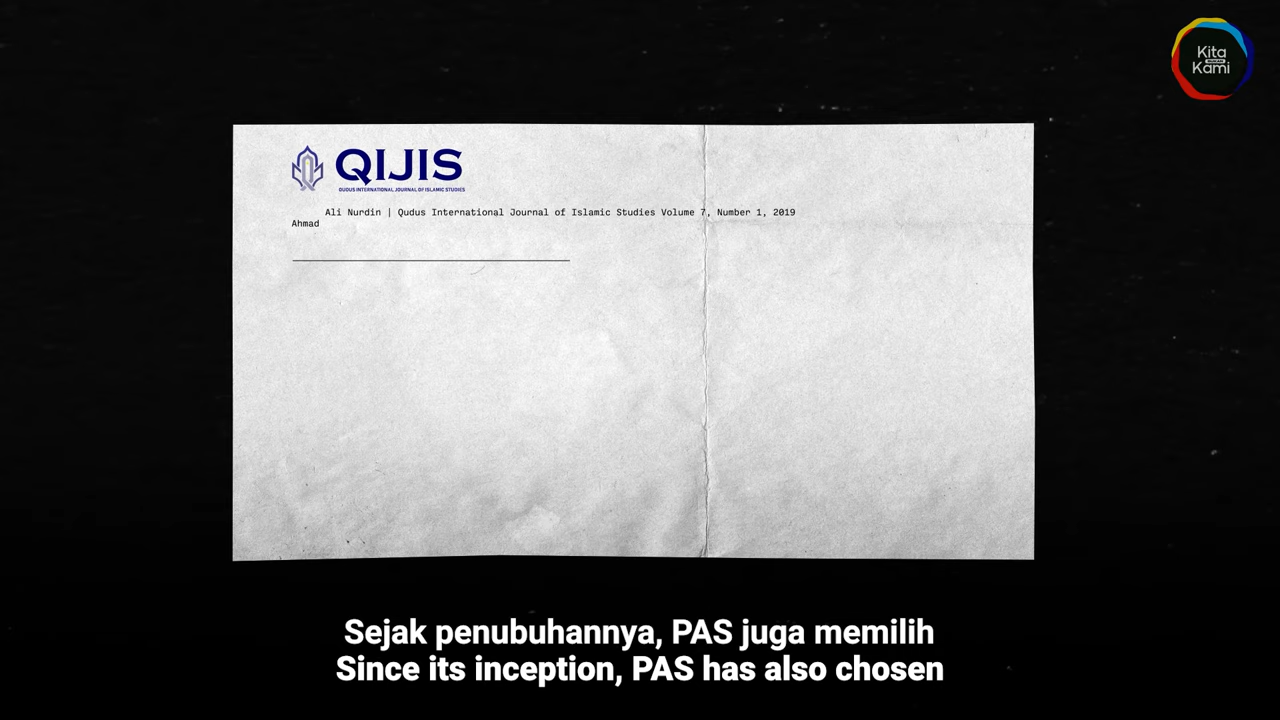 Kita
Kami
QIJIS
QUDUS INTERNATIONAL JOURNAL OF ISLAMIC STUDIES
Ali Nurdin | Qudus International Journal of Islamic Studies Volume 7, Number 1, 2019
Ahmad
Sejak penubuhannya, PAS juga memilih
Since its inception, PAS has also chosen